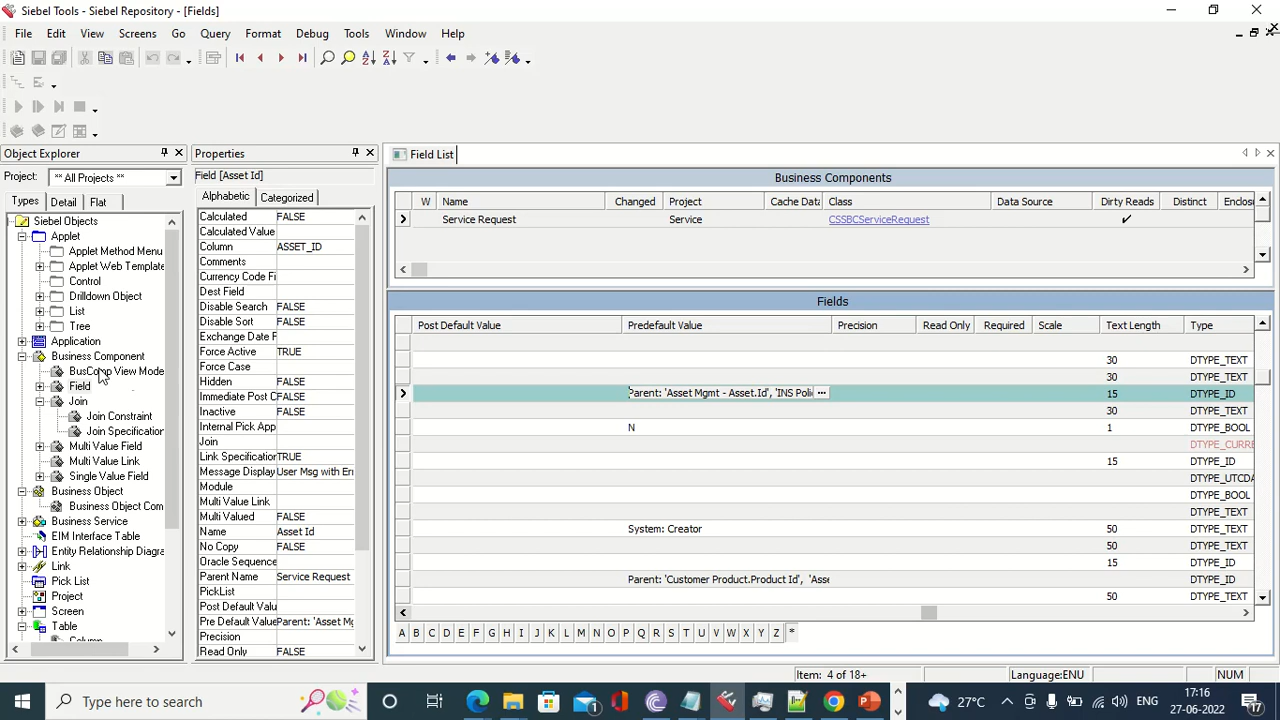 Siebel Tools - Siebel Repository - [Fields]
File Edit View Screens Go Query Format Debug Tools Window Help
Object Explorer
Project: ** All Projects **
Types Detail Flat
Siebel Objects
Applet
Applet Method Menu
Applet Web Template
Control
Drilldown Object
List
Tree
Application
Business Component
BusComp View Mode
Field
Join
Join Constraint
Join Specification
Multi Value Field
Multi Value Link
Single Value Field
Business Object
Business Object Com
Business Service
EIM Interface Table
Entity Relationship Diagra
Link
Pick List
Project
Screen
Table
Column
Properties
Field [Asset Id]
Alphabetic Categorized
Calculated FALSE
Calculated Value
Column ASSET_ID
Comments
Currency Code Fi
Dest Field
Disable Search FALSE
Disable Sort FALSE
Exchange Date F
Force Active TRUE
Force Case
Hidden FALSE
Immediate Post C FALSE
Inactive FALSE
Internal Pick App
Join
Link Specification TRUE
Message Display User Msg with Err
Module
Multi Value Link
Multi Valued FALSE
Name Asset Id
No Copy FALSE
Oracle Sequence
Parent Name Service Request
PickList
Post Default Valu
Pre Default Value Parent: 'Asset Mg
Precision
Read Only FALSE
Field List
Business Components
W Name Changed Project Cache Data Class Data Source Dirty Reads Distinct Enclos
Service Request Service CSSBCServiceRequest ✓
Fields
Post Default Value Predefault Value Precision Read Only Required Scale Text Length Type
30 DTYPE_TEXT
30 DTYPE_TEXT
Parent: 'Asset Mgmt - Asset.Id', 'INS Poli ... 15 DTYPE_ID
30 DTYPE_TEXT
N 1 DTYPE_BOOL
DTYPE_CURRE
15 DTYPE_ID
DTYPE_UTCDA
DTYPE_BOOL
DTYPE_TEXT
System: Creator 50 DTYPE_TEXT
50 DTYPE_TEXT
15 DTYPE_ID
Parent: 'Customer Product.Product Id', 'Asse DTYPE_ID
50 DTYPE_TEXT
A B C D E F G H I J K L M N O P Q R S T U V W X Y Z *
Item: 4 of 18+ Language:ENU NUM
Type here to search
1
27°C
ENG
17:16
27-06-2022
17